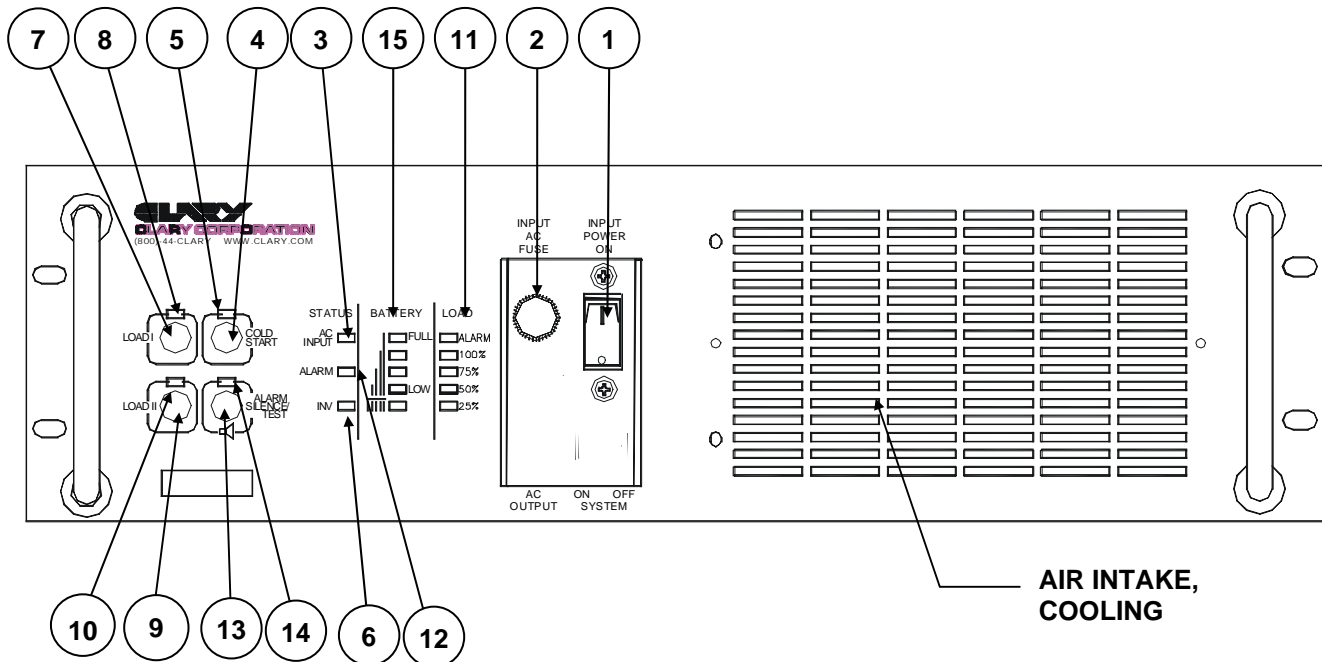 7 8 5 4 3 15 11 2 1
CLARY
CLARY CORPORATION
(800)-44-CLARY WWW.CLARY.COM
INPUT
AC
FUSE
INPUT
POWER
ON
LOAD I
COLD
START
LOAD II
ALARM
SILENCE/
TEST
STATUS
AC
INPUT
ALARM
INV
BATTERY
FULL
LOW
LOAD
ALARM
100%
75%
50%
25%
AC
OUTPUT
ON OFF
SYSTEM
AIR INTAKE,
COOLING
10 9 13 14 6 12